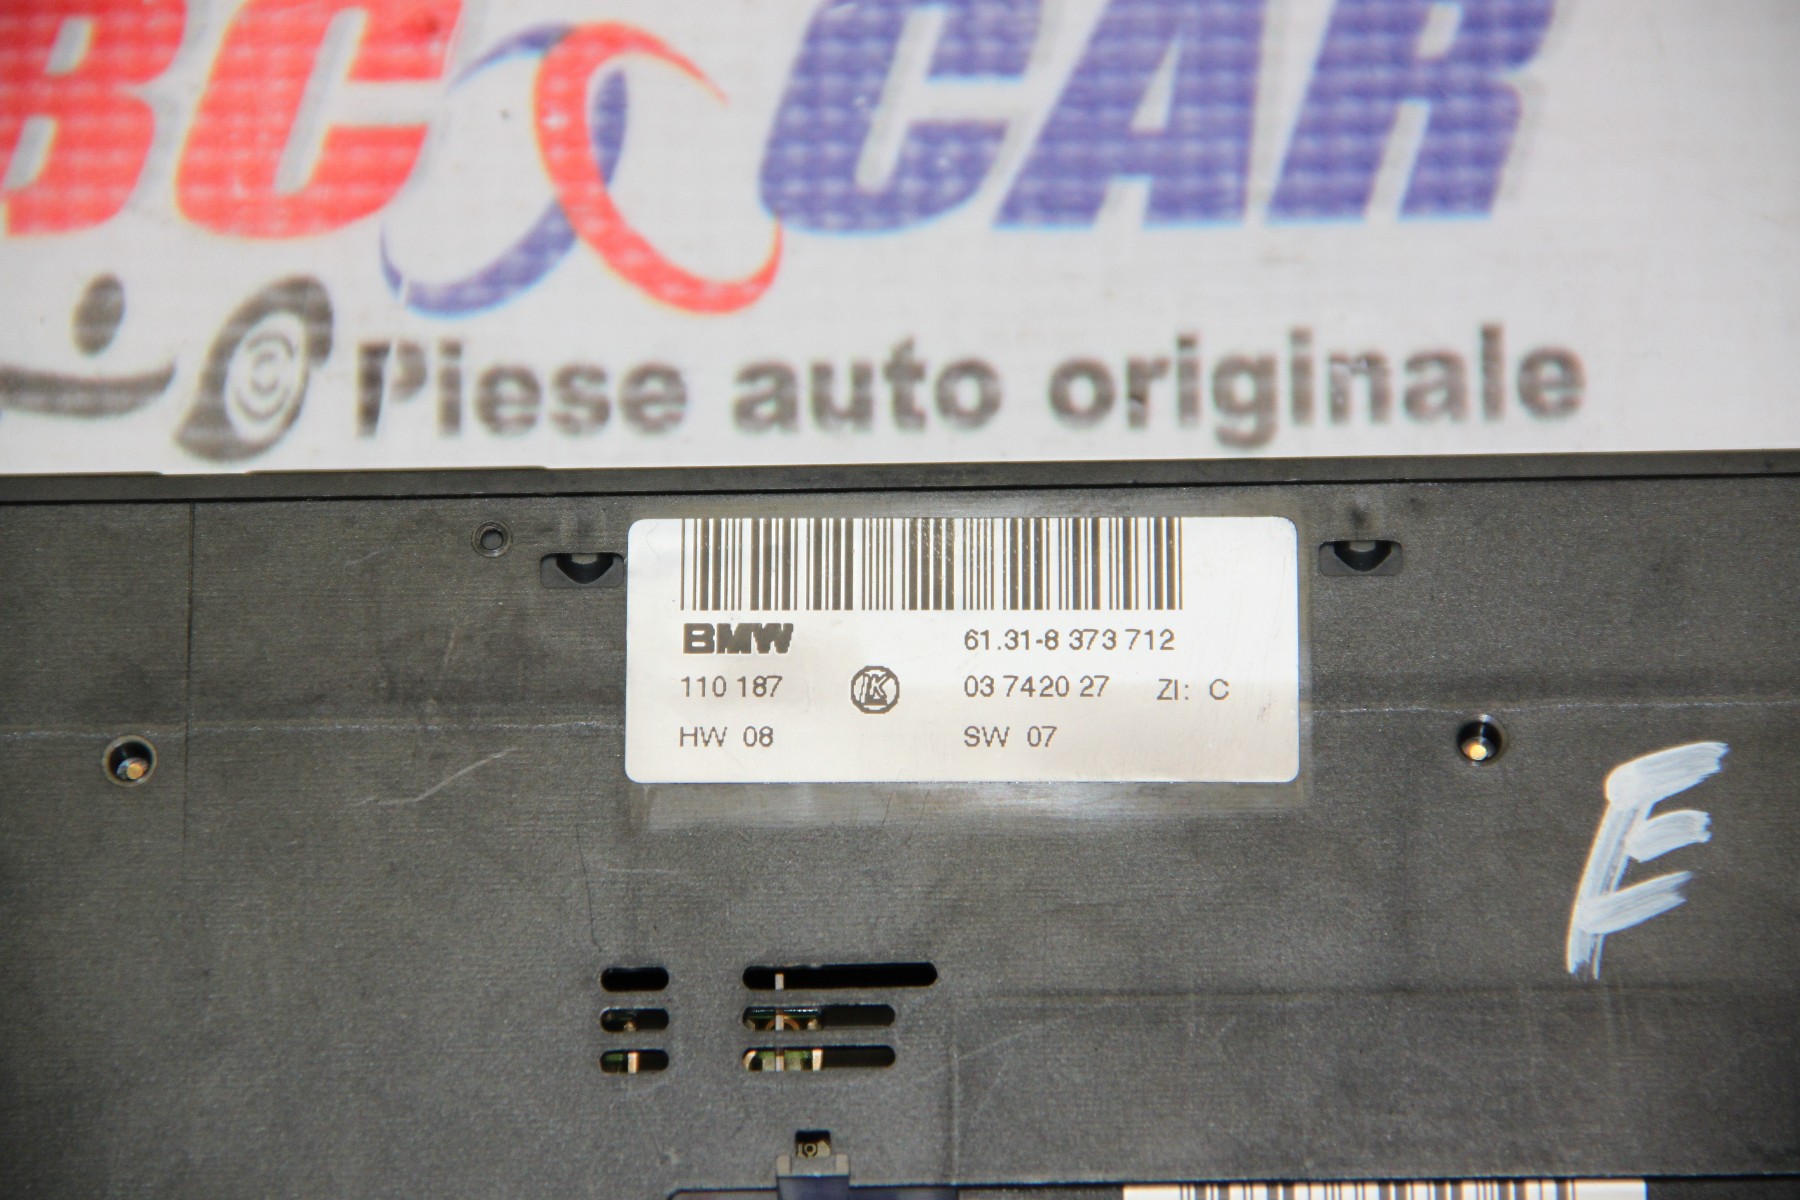 BC CAR
Piese auto originale
BMW 61.31-8 373 712
110 187 LK 03 7420 27 ZI: C
HW 08 SW 07
E